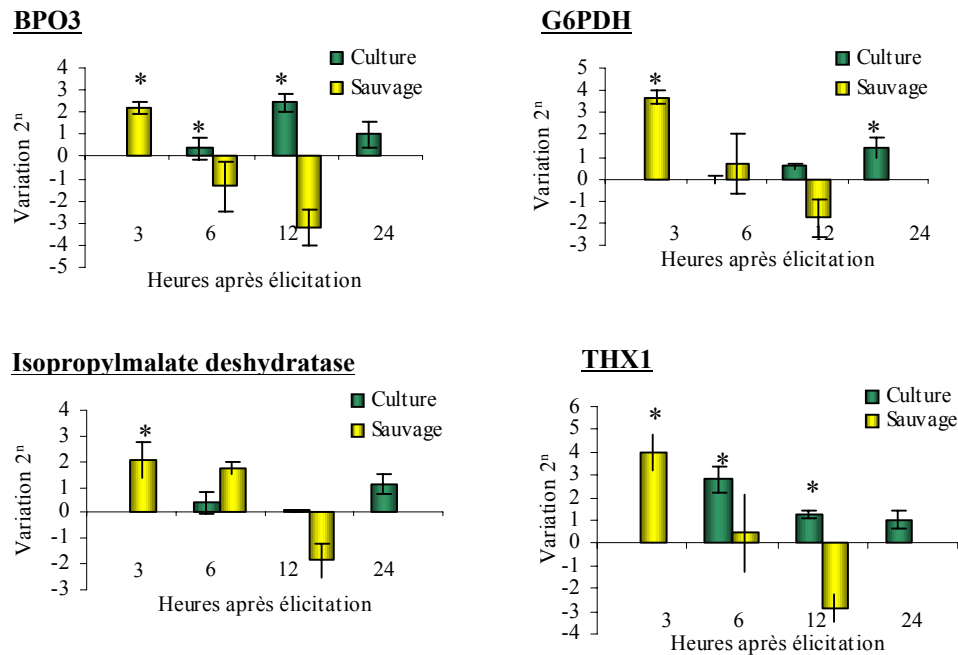 BPO3
Culture
Sauvage
4
3
2
1
0
-1
-2
-3
-4
-5
Variation 2ⁿ
*
*
*
3 6 12 24
Heures après élicitation
G6PDH
Culture
Sauvage
5
4
3
2
1
0
-1
-2
-3
Variation 2ⁿ
*
*
3 6 12 24
Heures après élicitation
Isopropylmalate deshydratase
Culture
Sauvage
4
3
2
1
0
-1
-2
-3
Variation 2ⁿ
*
3 6 12 24
Heures après élicitation
THX1
Culture
Sauvage
6
5
4
3
2
1
0
-1
-2
-3
-4
Variation 2ⁿ
*
*
*
3 6 12 24
Heures après élicitation